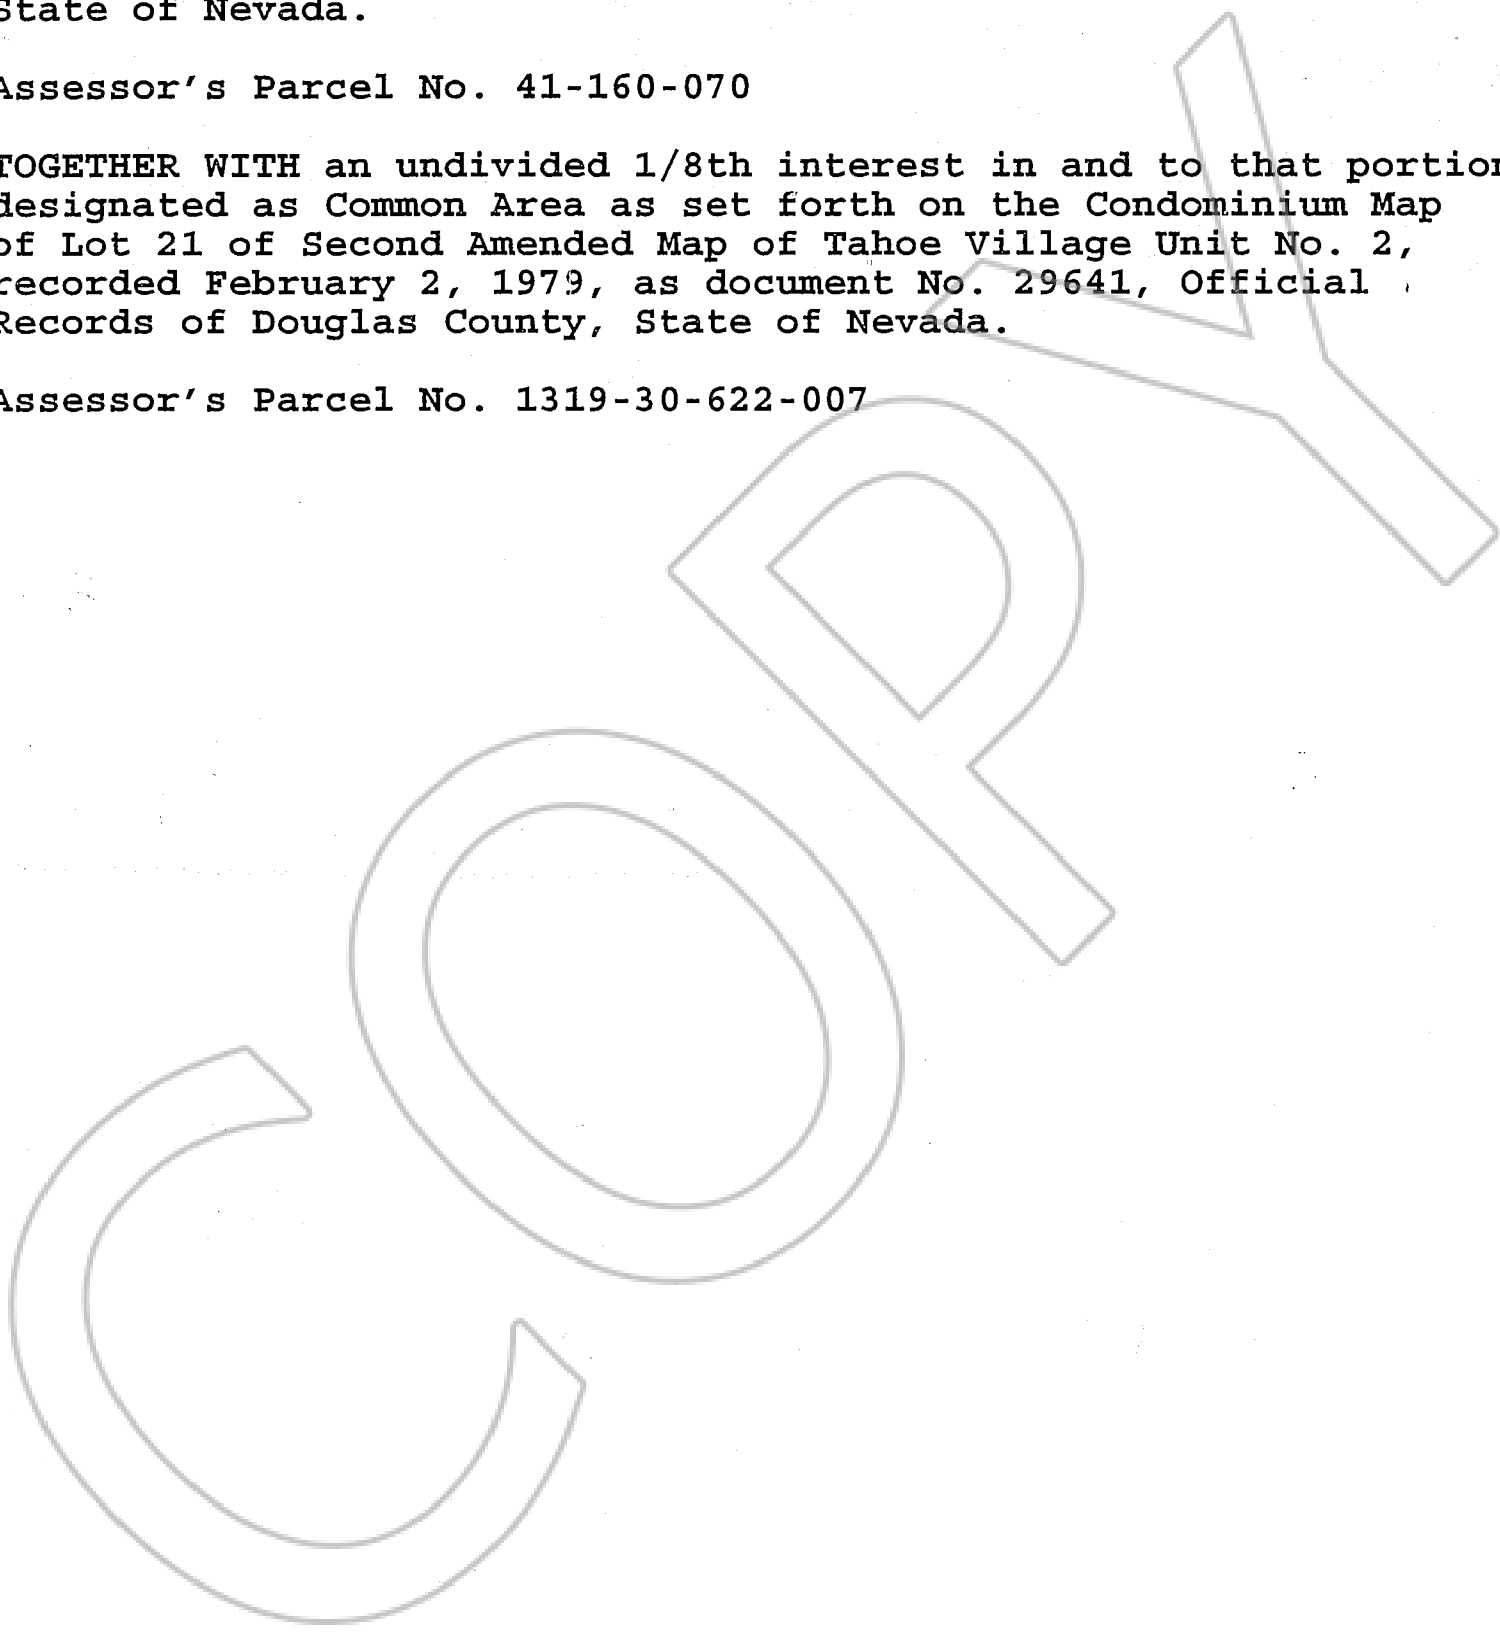 State of Nevada.
Assessor's Parcel No. 41-160-070
TOGETHER WITH an undivided 1/8th interest in and to that portion
designated as Common Area as set forth on the Condominium Map
of Lot 21 of Second Amended Map of Tahoe Village Unit No. 2,
recorded February 2, 1979, as document No. 29641, Official
Records of Douglas County, State of Nevada.
Assessor's Parcel No. 1319-30-622-007
COPY